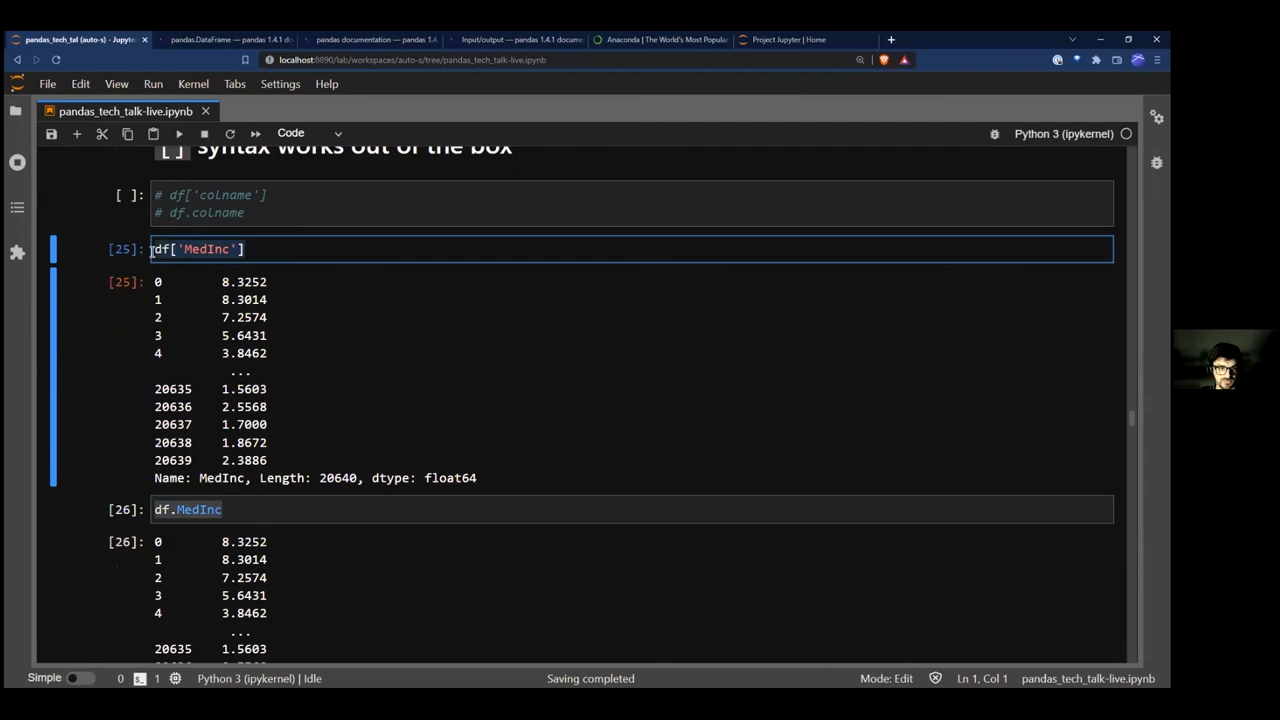 pandas_tech_tal (auto-s) - Jupyte
pandas.DataFrame — pandas 1.4.1 do
pandas documentation — pandas 1.4.
Input/output — pandas 1.4.1 docume
Anaconda | The World's Most Popula
Project Jupyter | Home
localhost:8890/lab/workspaces/auto-s/tree/pandas_tech_talk-live.ipynb
File Edit View Run Kernel Tabs Settings Help
pandas_tech_talk-live.ipynb
Code
Python 3 (ipykernel)
[] syntax works out of the box
[ ]: # df['colname']
# df.colname
[25]: df['MedInc']
[25]: 0 8.3252
1 8.3014
2 7.2574
3 5.6431
4 3.8462
...
20635 1.5603
20636 2.5568
20637 1.7000
20638 1.8672
20639 2.3886
Name: MedInc, Length: 20640, dtype: float64
[26]: df.MedInc
[26]: 0 8.3252
1 8.3014
2 7.2574
3 5.6431
4 3.8462
...
20635 1.5603
Simple 0 1 Python 3 (ipykernel) | Idle Saving completed Mode: Edit Ln 1, Col 1 pandas_tech_talk-live.ipynb